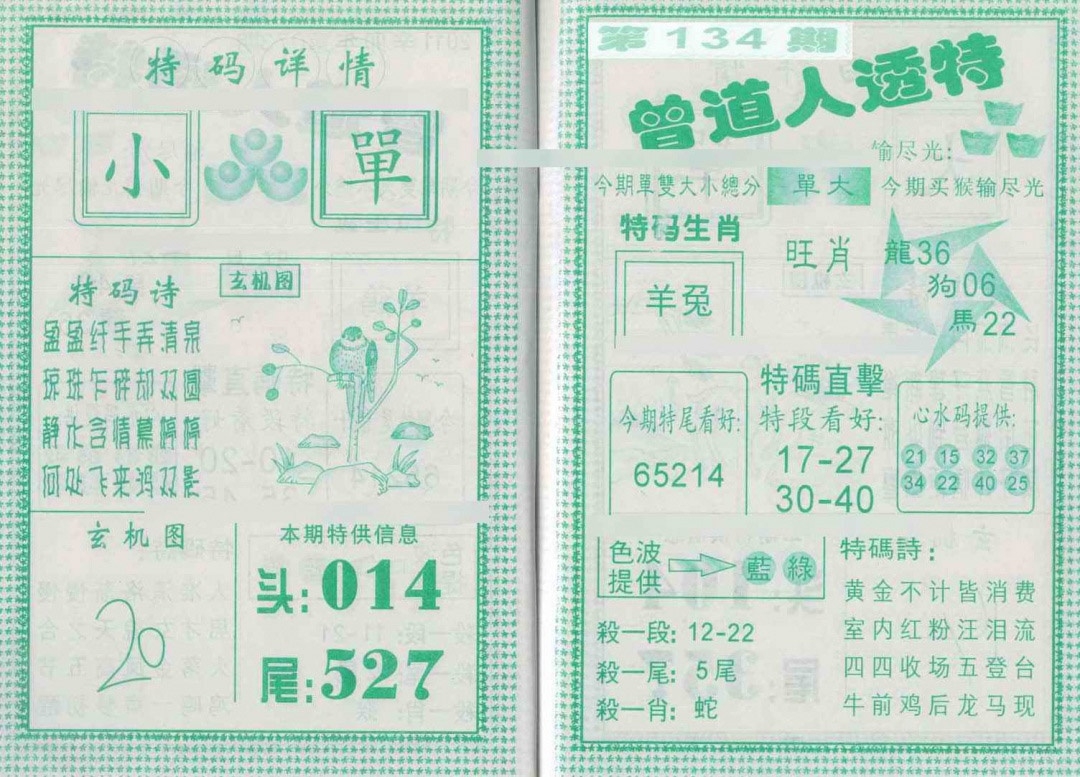 特码详情
小 單
特码诗
玄机图
盈盈纤手弄清泉
琼珠乍碎却双圆
静女含情慕停停
何处飞来鸿双影
玄机图
20
本期特供信息
头:014
尾:527
第134期
曾道人透特
输尽光:
今期單雙大小總分 單大 今期买猴输尽光
特码生肖
羊兔
旺肖 龍36
狗06
馬22
今期特尾看好:
65214
特碼直擊
特段看好:
17-27
30-40
心水码提供:
21 15 32 37
34 22 40 25
色波
提供
藍 綠
殺一段: 12-22
殺一尾: 5尾
殺一肖: 蛇
特碼詩:
黄金不计皆消费
室内红粉汪泪流
四四收场五登台
牛前鸡后龙马现